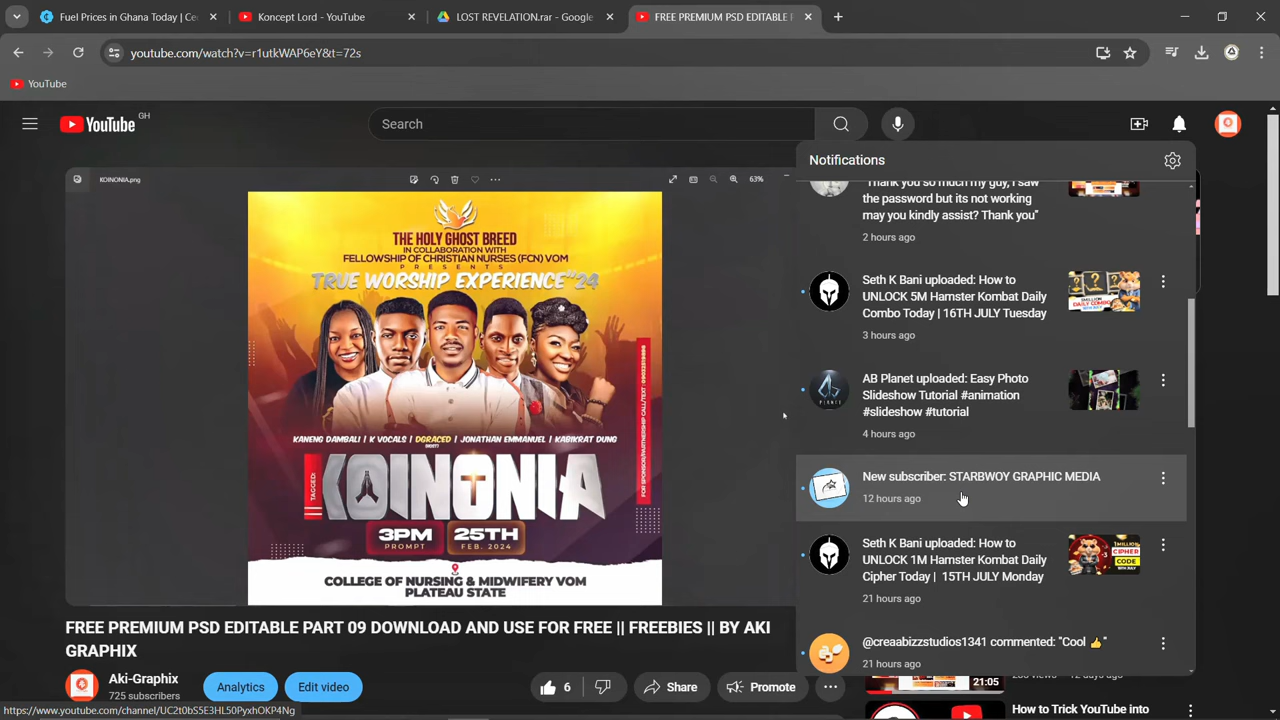 Fuel Prices in Ghana Today | Ce
Koncept Lord - YouTube
LOST REVELATION.rar - Google
FREE PREMIUM PSD EDITABLE P
youtube.com/watch?v=r1utkWAP6eY&t=72s
YouTube
YouTube GH
Search
Notifications
"Thank you so much my guy, I saw
the password but its not working
may you kindly assist? Thank you"
2 hours ago
Seth K Bani uploaded: How to
UNLOCK 5M Hamster Kombat Daily
Combo Today | 16TH JULY Tuesday
3 hours ago
AB Planet uploaded: Easy Photo
Slideshow Tutorial #animation
#slideshow #tutorial
4 hours ago
New subscriber: STARBWOY GRAPHIC MEDIA
12 hours ago
Seth K Bani uploaded: How to
UNLOCK 1M Hamster Kombat Daily
Cipher Today | 15TH JULY Monday
21 hours ago
@creaabizzstudios1341 commented: "Cool 👍"
21 hours ago
KOINONIA.png
63%
THE HOLY GHOST BREED
IN COLLABORATION WITH
FELLOWSHIP OF CHRISTIAN NURSES (FCN) VOM
PRESENTS
TRUE WORSHIP EXPERIENCE"24
KANENG DAMBALI | K VOCALS | DGRACED | JONATHAN EMMANUEL | KABIKRAT DUNG
(HOST)
TAGGED:
KOINONIA
3PM
PROMPT
25TH
FEB. 2024
COLLEGE OF NURSING & MIDWIFERY VOM
PLATEAU STATE
FREE PREMIUM PSD EDITABLE PART 09 DOWNLOAD AND USE FOR FREE || FREEBIES || BY AKI
GRAPHIX
Aki-Graphix
725 subscribers
Analytics
Edit video
6
Share
Promote
21:05
How to Trick YouTube into
https://www.youtube.com/channel/UC2t0bS5E3HL50PyxhOKP4Ng